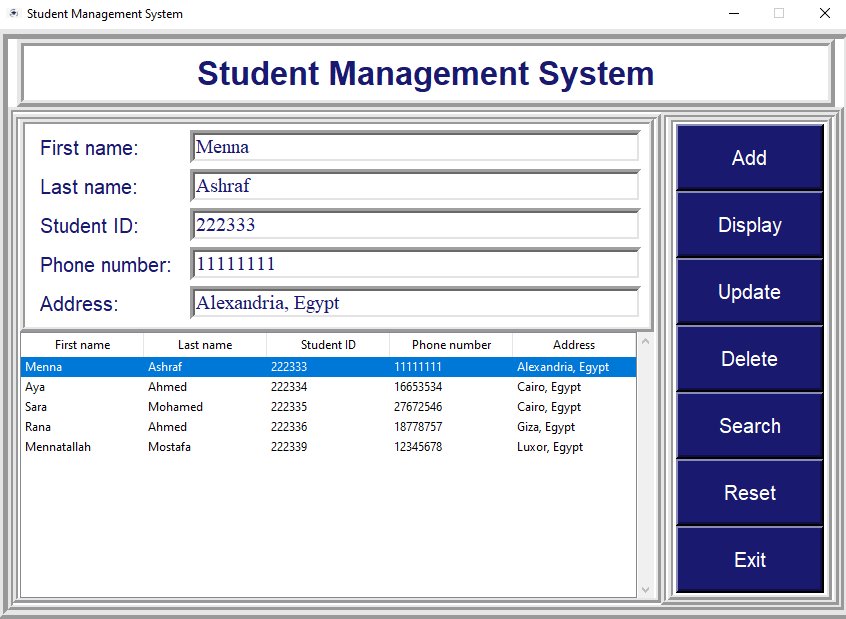 Student Management System
Student Management System
First name: Menna
Last name: Ashraf
Student ID: 222333
Phone number: 11111111
Address: Alexandria, Egypt
First name Last name Student ID Phone number Address
Menna Ashraf 222333 11111111 Alexandria, Egypt
Aya Ahmed 222334 16653534 Cairo, Egypt
Sara Mohamed 222335 27672546 Cairo, Egypt
Rana Ahmed 222336 18778757 Giza, Egypt
Mennatallah Mostafa 222339 12345678 Luxor, Egypt
Add
Display
Update
Delete
Search
Reset
Exit